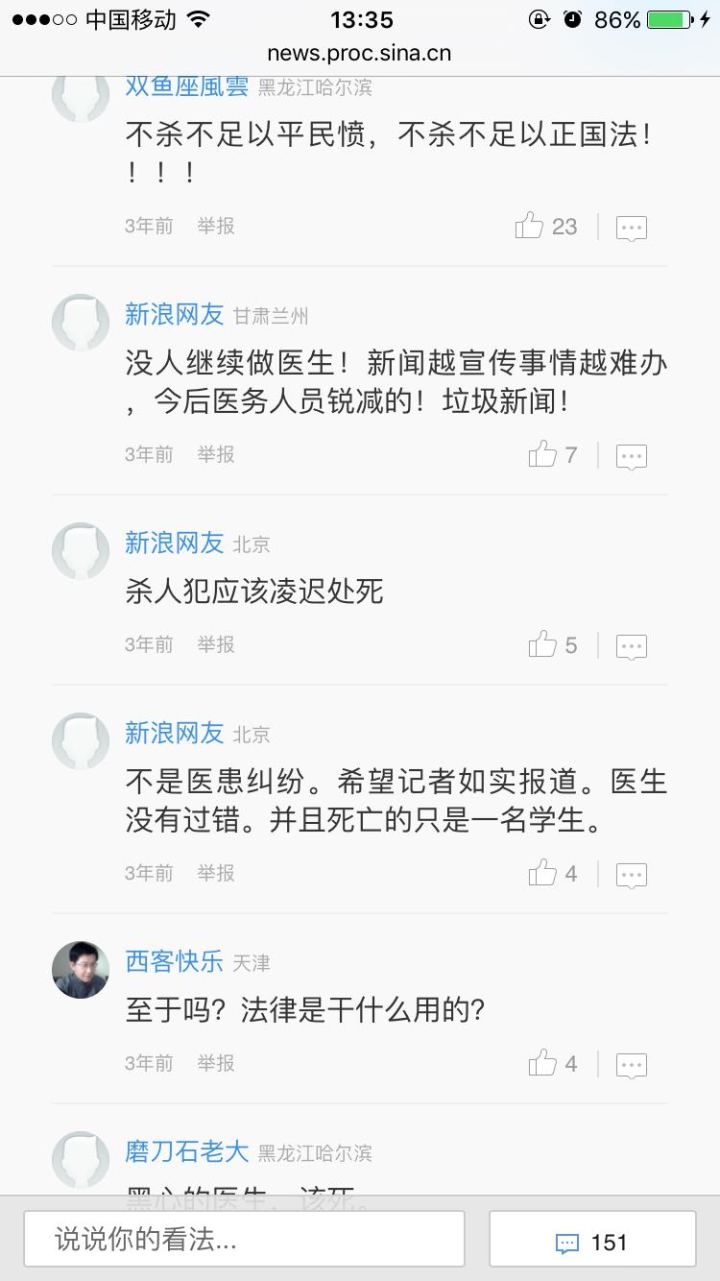 中国移动 13:35 86%
news.proc.sina.cn
双鱼座風雲 黑龙江哈尔滨
不杀不足以平民愤，不杀不足以正国法！
！！！
3年前 举报 23
新浪网友 甘肃兰州
没人继续做医生！新闻越宣传事情越难办
，今后医务人员锐减的！垃圾新闻！
3年前 举报 7
新浪网友 北京
杀人犯应该凌迟处死
3年前 举报 5
新浪网友 北京
不是医患纠纷。希望记者如实报道。医生
没有过错。并且死亡的只是一名学生。
3年前 举报 4
西客快乐 天津
至于吗？法律是干什么用的？
3年前 举报 4
磨刀石老大 黑龙江哈尔滨
黑心的医生，该死。
说说你的看法... 151